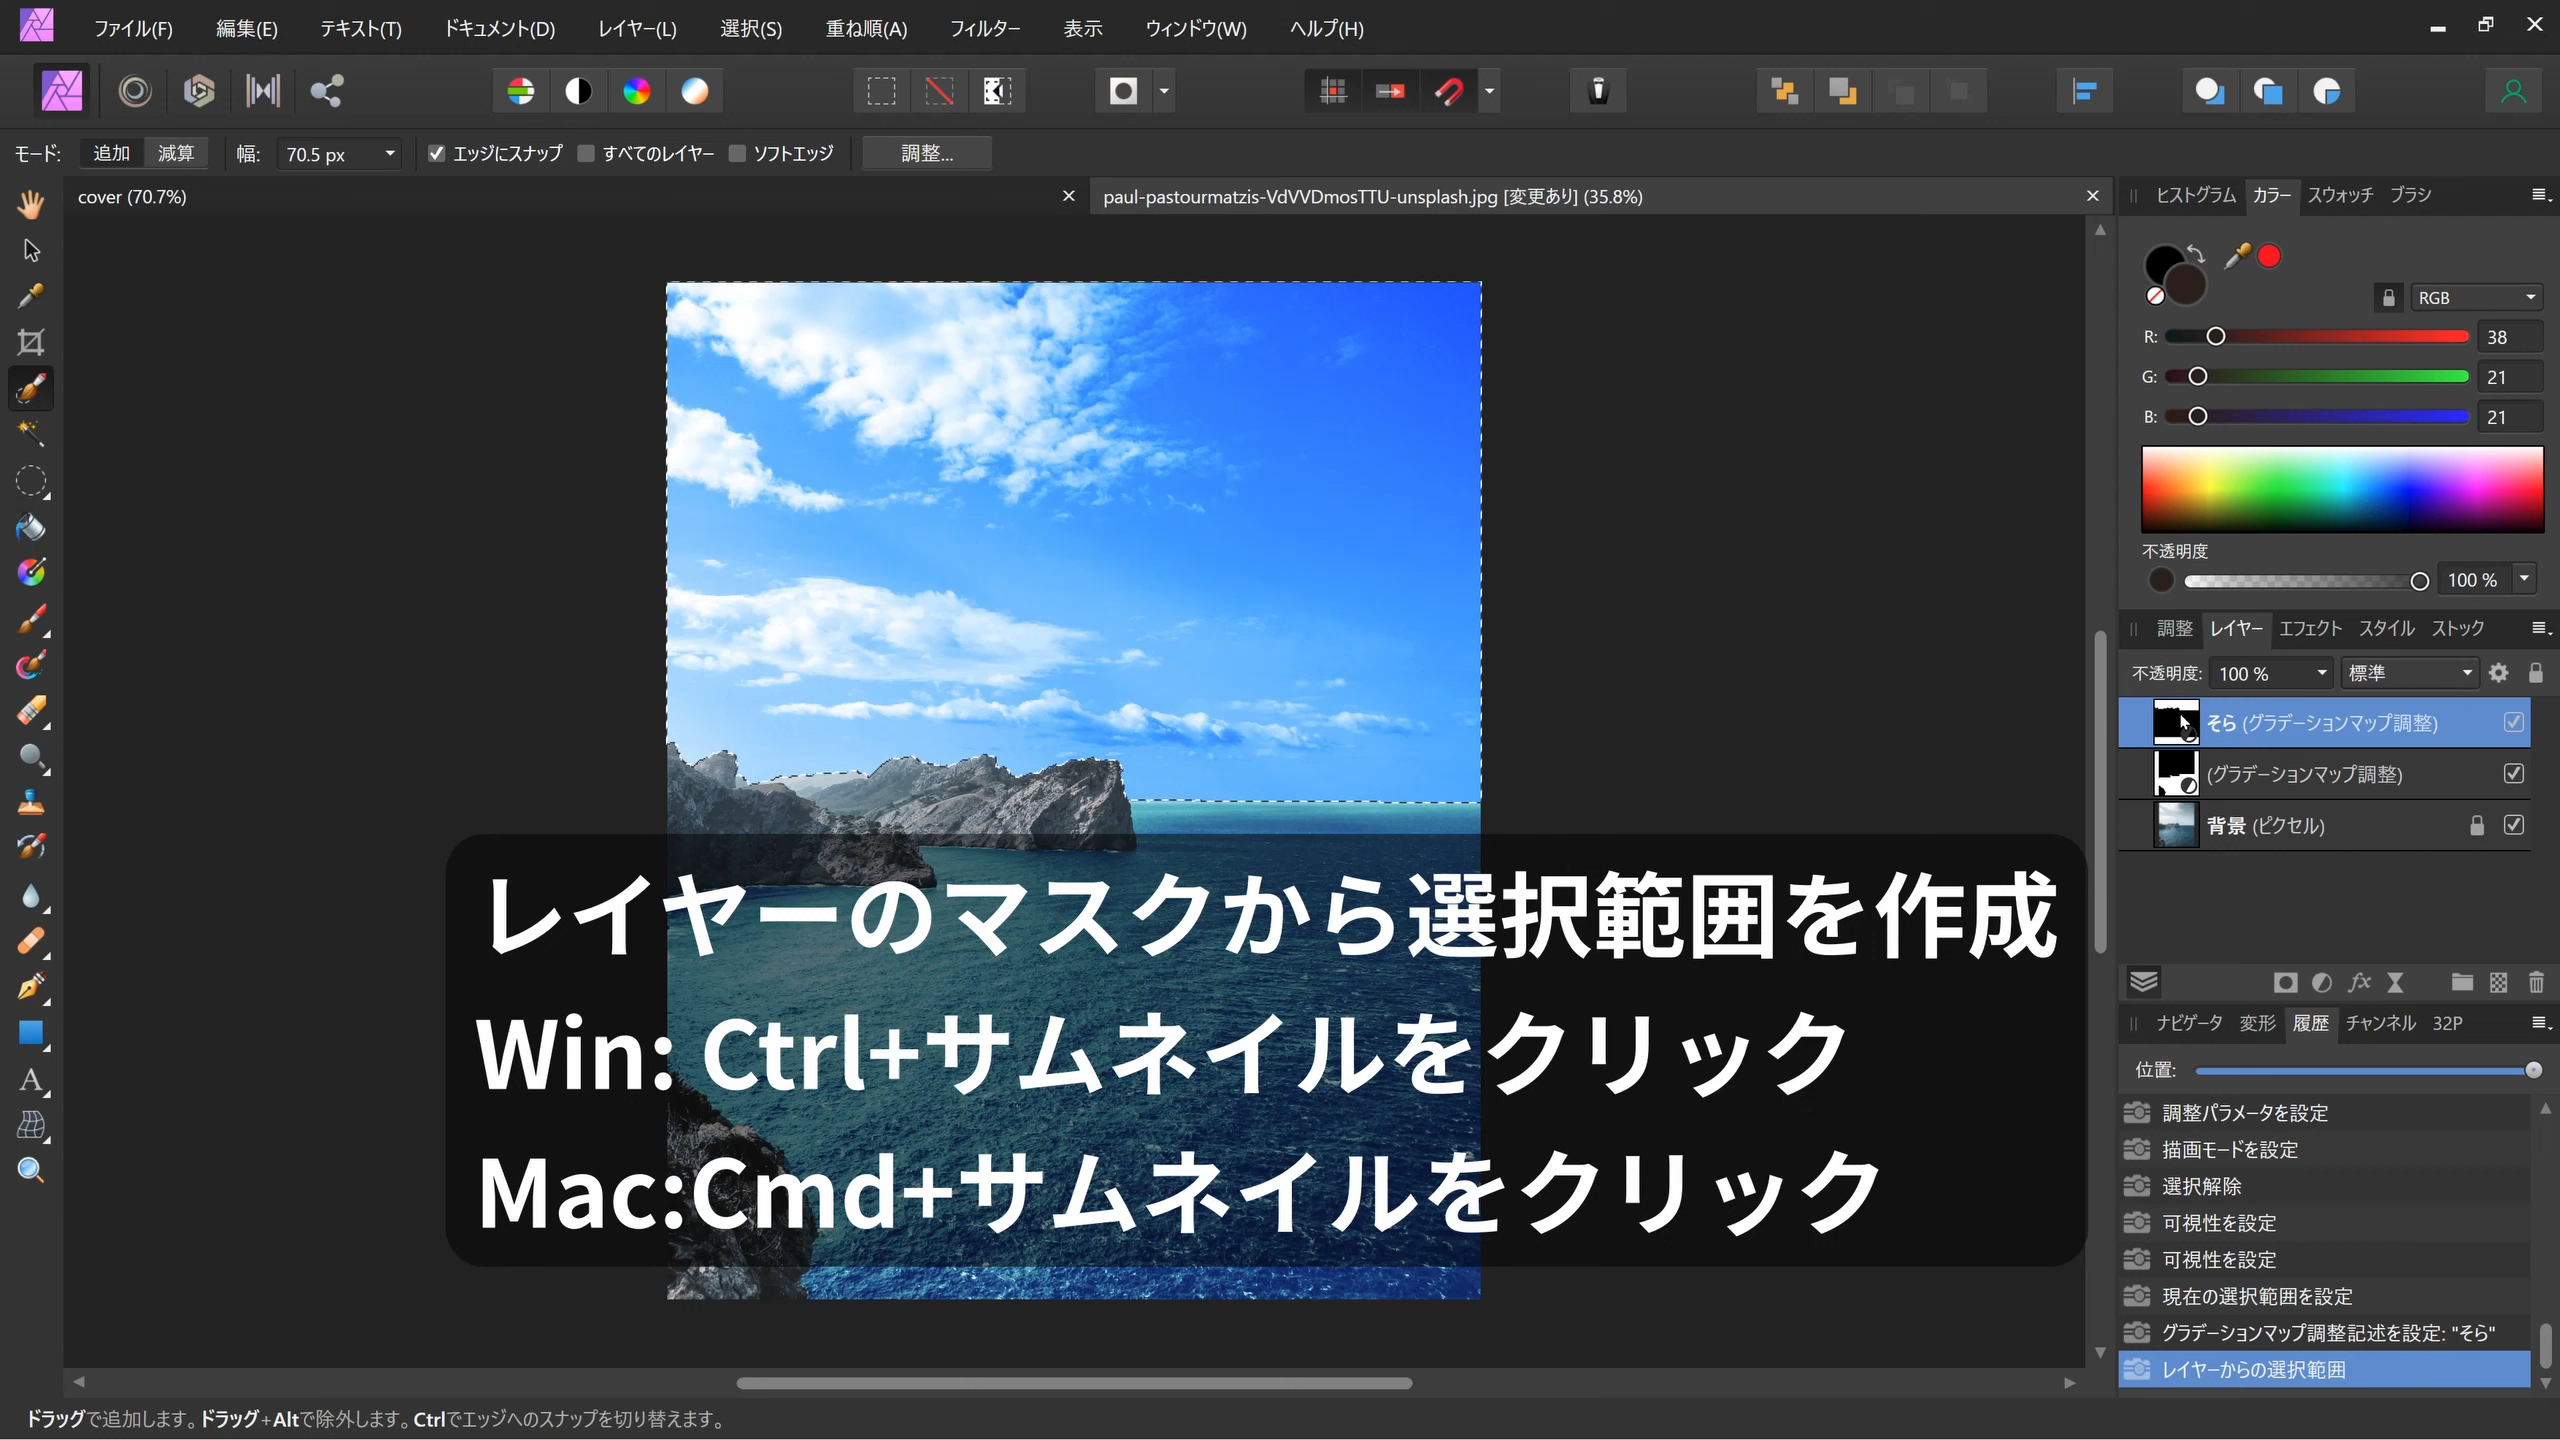 ファイル(F) 編集(E) テキスト(T) ドキュメント(D) レイヤー(L) 選択(S) 重ね順(A) フィルター 表示 ウィンドウ(W) ヘルプ(H)
モード: 追加 減算 幅: 70.5 px エッジにスナップ すべてのレイヤー ソフトエッジ 調整...
cover (70.7%)
paul-pastourmatzis-VdVVDmosTTU-unsplash.jpg [変更あり] (35.8%)
ヒストグラム カラー スウォッチ ブラシ
RGB
R: 38
G: 21
B: 21
不透明度
100 %
調整 レイヤー エフェクト スタイル ストック
不透明度: 100 % 標準
そら (グラデーションマップ調整)
(グラデーションマップ調整)
背景 (ピクセル)
レイヤーのマスクから選択範囲を作成
Win: Ctrl+サムネイルをクリック
Mac:Cmd+サムネイルをクリック
fx
ナビゲータ 変形 履歴 チャンネル 32P
位置:
調整パラメータを設定
描画モードを設定
選択解除
可視性を設定
可視性を設定
現在の選択範囲を設定
グラデーションマップ調整記述を設定: "そら"
レイヤーからの選択範囲
ドラッグで追加します。ドラッグ+Altで除外します。Ctrlでエッジへのスナップを切り替えます。